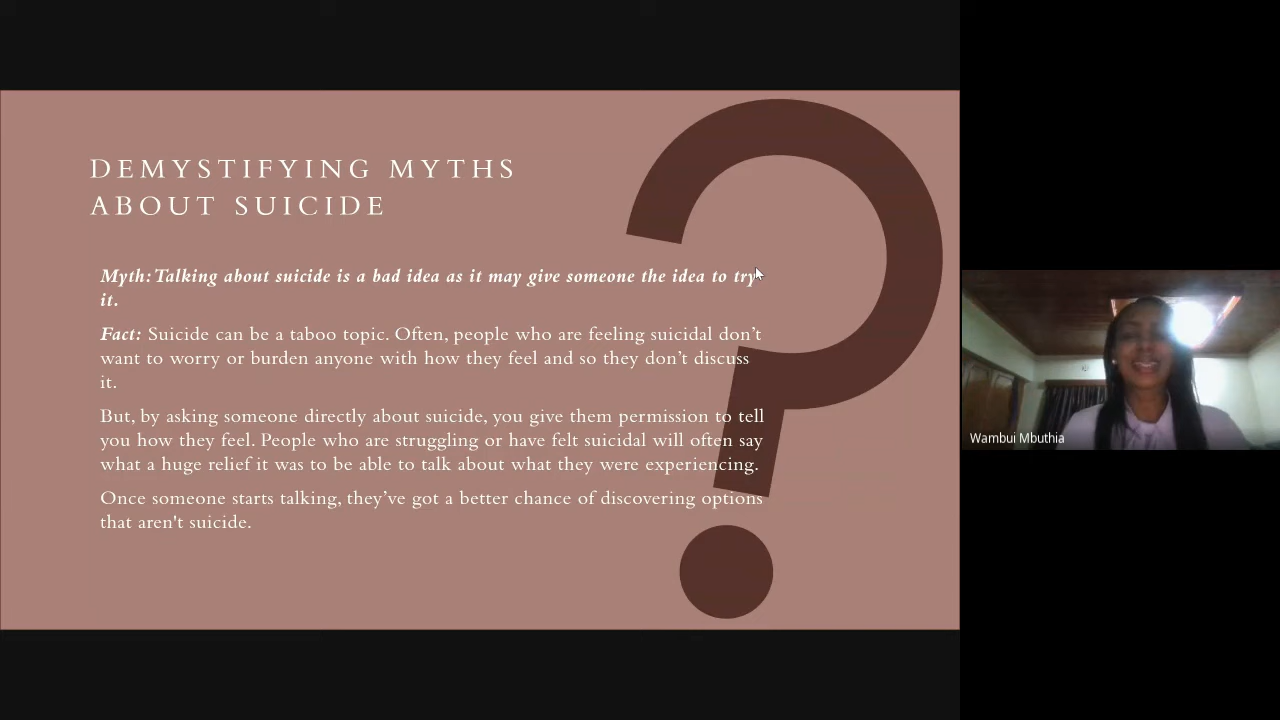 DEMYSTIFYING MYTHS
ABOUT SUICIDE
Myth: Talking about suicide is a bad idea as it may give someone the idea to try
it.
Fact: Suicide can be a taboo topic. Often, people who are feeling suicidal don’t
want to worry or burden anyone with how they feel and so they don’t discuss
it.
But, by asking someone directly about suicide, you give them permission to tell
you how they feel. People who are struggling or have felt suicidal will often say
what a huge relief it was to be able to talk about what they were experiencing.
Once someone starts talking, they’ve got a better chance of discovering options
that aren't suicide.
Wambui Mbuthia